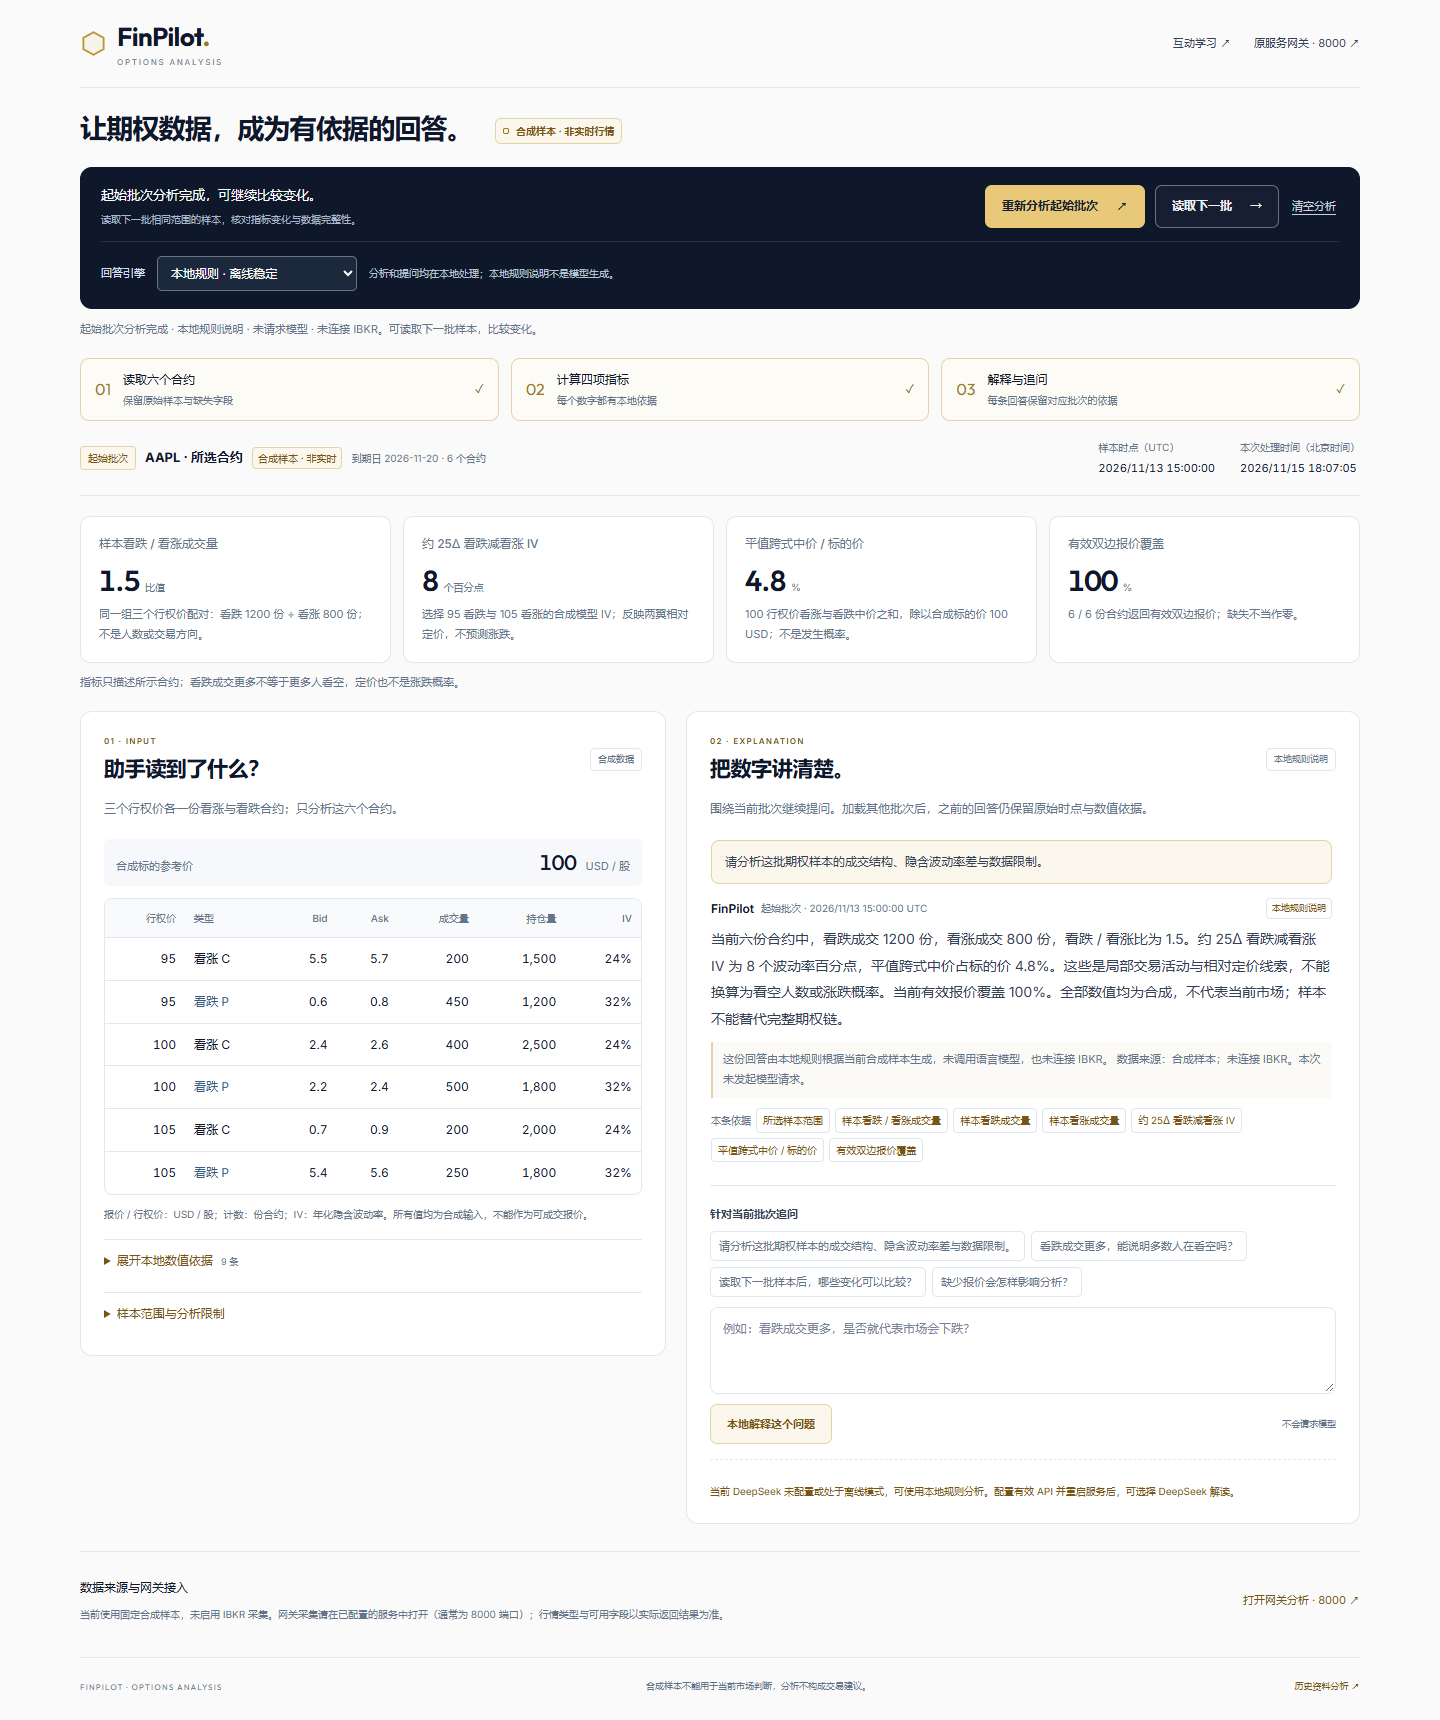 FinPilot.
OPTIONS ANALYSIS
互动学习 ↗
原服务网关 · 8000 ↗
让期权数据，成为有依据的回答。
合成样本 · 非实时行情
起始批次分析完成，可继续比较变化。
读取下一批相同范围的样本，核对指标变化与数据完整性。
重新分析起始批次 ↗
读取下一批 →
清空分析
回答引擎
本地规则 · 离线稳定
分析和提问均在本地处理；本地规则说明不是模型生成。
起始批次分析完成 · 本地规则说明 · 未请求模型 · 未连接 IBKR。可读取下一批样本，比较变化。
01
读取六个合约
保留原始样本与缺失字段
✓
02
计算四项指标
每个数字都有本地依据
✓
03
解释与追问
每条回答保留对应批次的依据
✓
起始批次
AAPL · 所选合约
合成样本 · 非实时
到期日 2026-11-20 · 6 个合约
样本时点（UTC）
2026/11/13 15:00:00
本次处理时间（北京时间）
2026/11/15 18:07:05
样本看跌 / 看涨成交量
1.5 比值
同一组三个行权价配对：看跌 1200 份 ÷ 看涨 800 份；
不是人数或交易方向。
约 25Δ 看跌减看涨 IV
8 个百分点
选择 95 看跌与 105 看涨的合成模型 IV；反映两翼相对
定价，不预测涨跌。
平值跨式中价 / 标的价
4.8 %
100 行权价看涨与看跌中价之和，除以合成标的价 100
USD；不是发生概率。
有效双边报价覆盖
100 %
6 / 6 份合约返回有效双边报价；缺失不当作零。
指标只描述所示合约；看跌成交更多不等于更多人看空，定价也不是涨跌概率。
01 · INPUT
助手读到了什么？
合成数据
三个行权价各一份看涨与看跌合约；只分析这六个合约。
合成标的参考价
100 USD / 股
行权价 类型 Bid Ask 成交量 持仓量 IV
95 看涨 C 5.5 5.7 200 1,500 24%
95 看跌 P 0.6 0.8 450 1,200 32%
100 看涨 C 2.4 2.6 400 2,500 24%
100 看跌 P 2.2 2.4 500 1,800 32%
105 看涨 C 0.7 0.9 200 2,000 24%
105 看跌 P 5.4 5.6 250 1,800 32%
报价 / 行权价：USD / 股；计数：份合约；IV：年化隐含波动率。所有值均为合成输入，不能作为可成交报价。
▶ 展开本地数值依据 9 条
▶ 样本范围与分析限制
02 · EXPLANATION
把数字讲清楚。
本地规则说明
围绕当前批次继续提问。加载其他批次后，之前的回答仍保留原始时点与数值依据。
请分析这批期权样本的成交结构、隐含波动率差与数据限制。
FinPilot 起始批次 · 2026/11/13 15:00:00 UTC
本地规则说明
当前六份合约中，看跌成交 1200 份，看涨成交 800 份，看跌 / 看涨比为 1.5。约 25Δ 看跌减看涨
IV 为 8 个波动率百分点，平值跨式中价占标的价 4.8%。这些是局部交易活动与相对定价线索，不能
换算为看空人数或涨跌概率。当前有效报价覆盖 100%。全部数值均为合成，不代表当前市场；样本
不能替代完整期权链。
这份回答由本地规则根据当前合成样本生成，未调用语言模型，也未连接 IBKR。 数据来源：合成样本；未连接 IBKR。本次
未发起模型请求。
本条依据 所选样本范围 样本看跌 / 看涨成交量 样本看跌成交量 样本看涨成交量 约 25Δ 看跌减看涨 IV
平值跨式中价 / 标的价 有效双边报价覆盖
针对当前批次追问
请分析这批期权样本的成交结构、隐含波动率差与数据限制。 看跌成交更多，能说明多数人在看空吗？
读取下一批样本后，哪些变化可以比较？ 缺少报价会怎样影响分析？
例如：看跌成交更多，是否就代表市场会下跌？
本地解释这个问题
不会请求模型
当前 DeepSeek 未配置或处于离线模式，可使用本地规则分析。配置有效 API 并重启服务后，可选择 DeepSeek 解读。
数据来源与网关接入
当前使用固定合成样本，未启用 IBKR 采集。网关采集请在已配置的服务中打开（通常为 8000 端口）；行情类型与可用字段以实际返回结果为准。
打开网关分析 · 8000 ↗
FINPILOT · OPTIONS ANALYSIS
合成样本不能用于当前市场判断，分析不构成交易建议。
历史资料分析 ↗